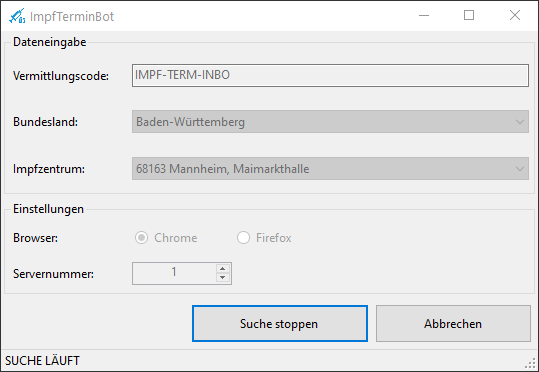 ImpfTerminBot
Dateneingabe
Vermittlungscode: IMPF-TERM-INBO
Bundesland: Baden-Württemberg
Impfzentrum: 68163 Mannheim, Maimarkthalle
Einstellungen
Browser: Chrome Firefox
Servernummer: 1
Suche stoppen Abbrechen
SUCHE LÄUFT